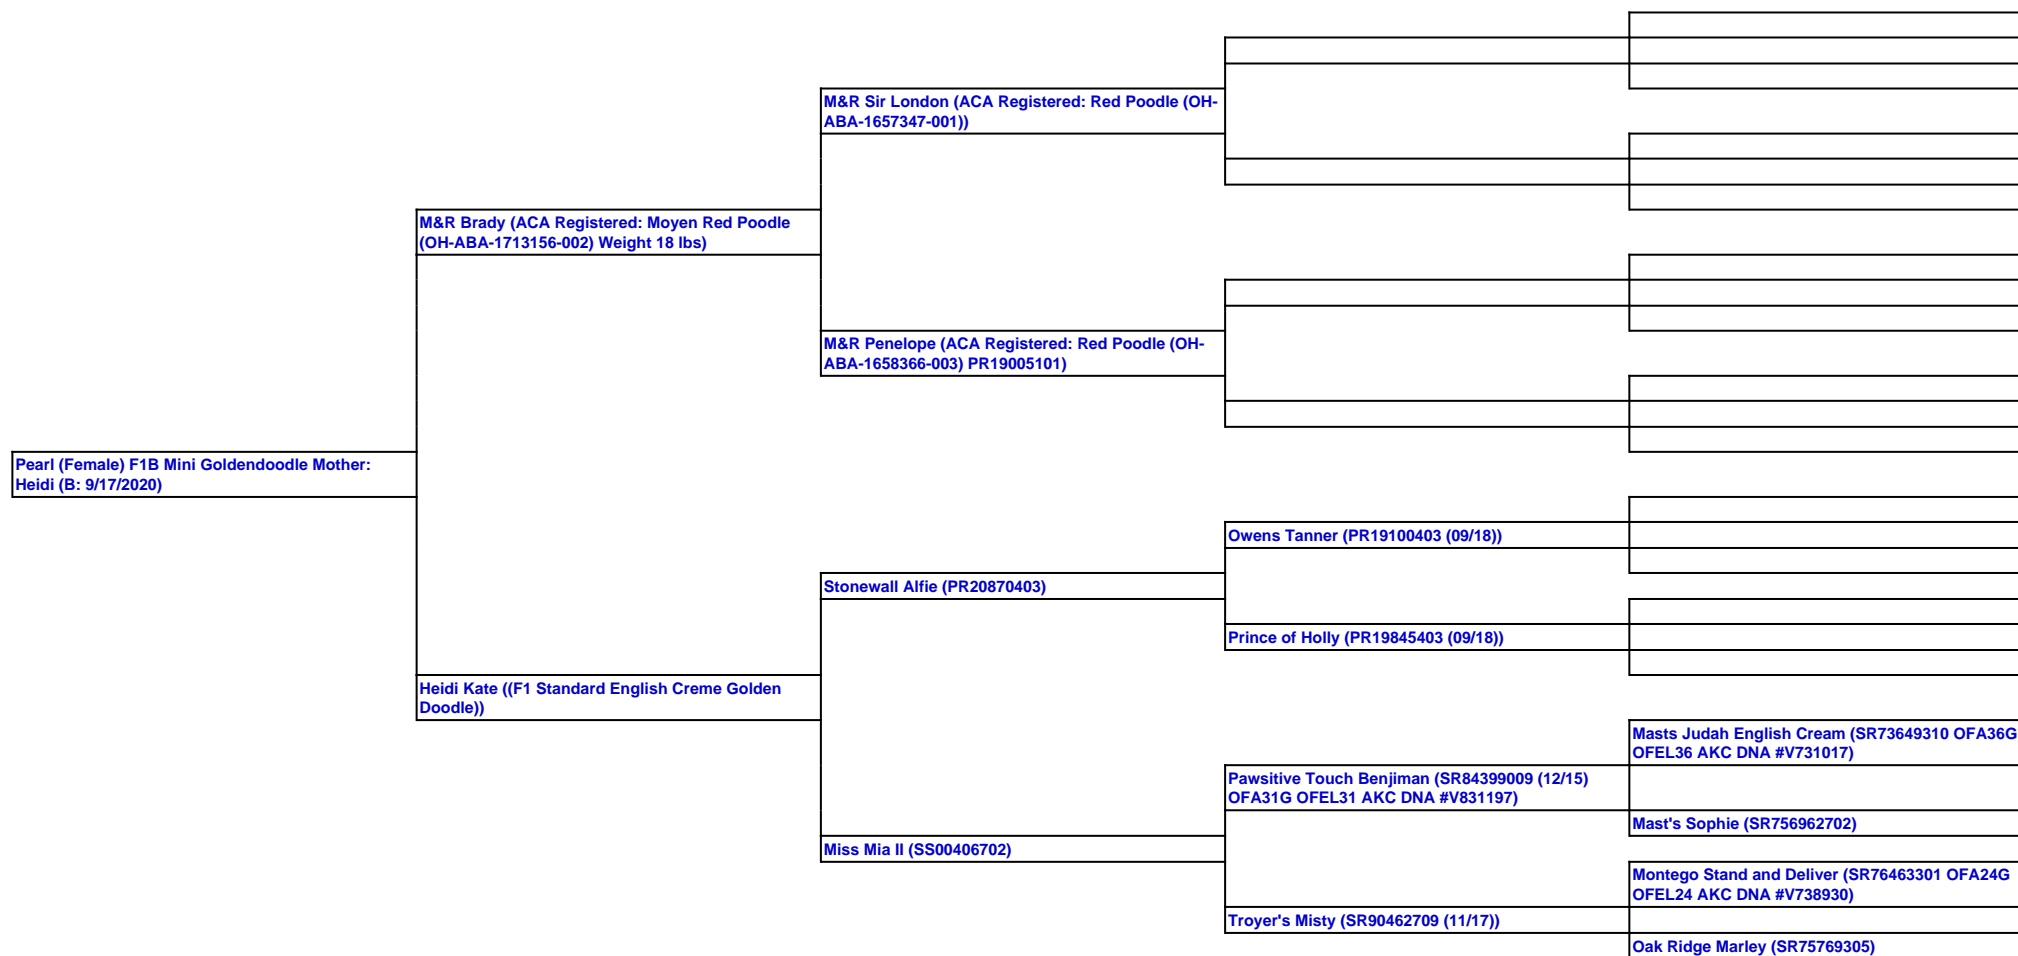 M&R Sir London (ACA Registered: Red Poodle (OH-
ABA-1657347-001))
M&R Brady (ACA Registered: Moyen Red Poodle
(OH-ABA-1713156-002) Weight 18 lbs)
M&R Penelope (ACA Registered: Red Poodle (OH-
ABA-1658366-003) PR19005101)
Pearl (Female) F1B Mini Goldendoodle Mother:
Heidi (B: 9/17/2020)
Owens Tanner (PR19100403 (09/18))
Stonewall Alfie (PR20870403)
Prince of Holly (PR19845403 (09/18))
Heidi Kate ((F1 Standard English Creme Golden
Doodle))
Masts Judah English Cream (SR73649310 OFA36G
OFEL36 AKC DNA #V731017)
Pawsitive Touch Benjiman (SR84399009 (12/15)
OFA31G OFEL31 AKC DNA #V831197)
Mast's Sophie (SR756962702)
Miss Mia II (SS00406702)
Montego Stand and Deliver (SR76463301 OFA24G
OFEL24 AKC DNA #V738930)
Troyer's Misty (SR90462709 (11/17))
Oak Ridge Marley (SR75769305)